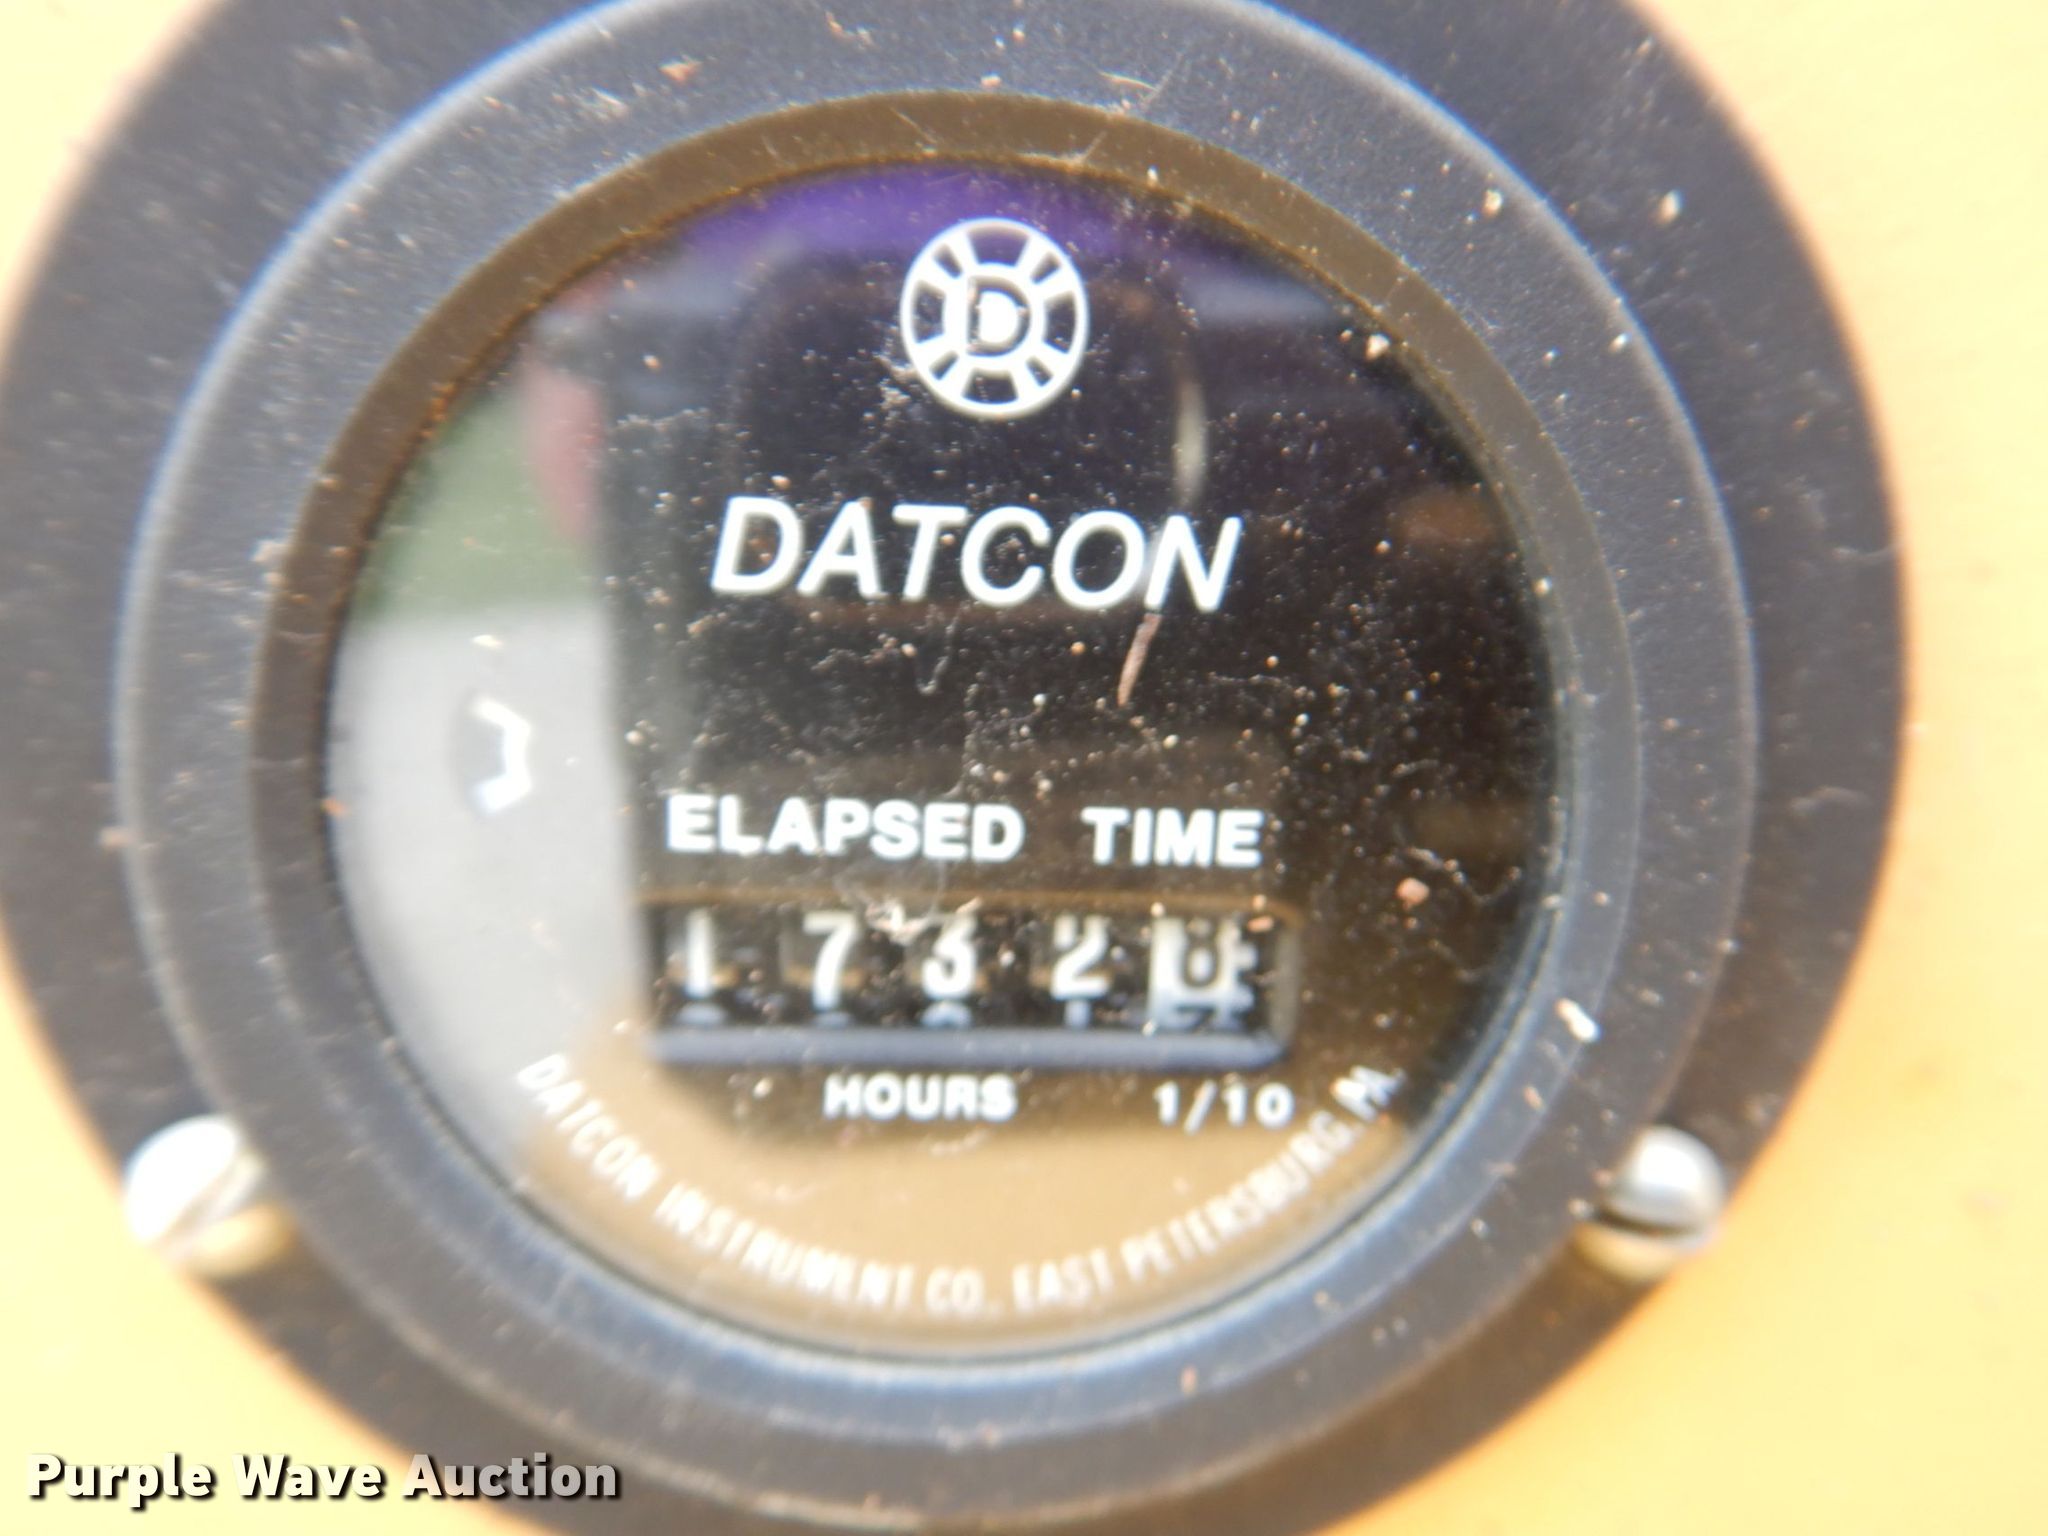 D
DATCON
ELAPSED TIME
1 7 3 2 8
HOURS 1/10
DATCON INSTRUMENT CO. EAST PETERSBURG, PA.
Purple Wave Auction